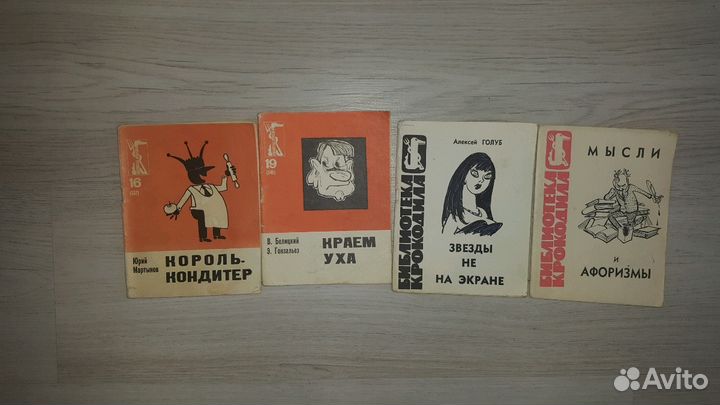 16
Юрий
Мартынов
КОРОЛЬ-
КОНДИТЕР
19
В. Белицкий
Э. Гонзальез
КРАЕМ
УХА
БИБЛИОТЕКА
КРОКОДИЛА
Алексей ГОЛУБ
ЗВЕЗДЫ
НЕ
НА ЭКРАНЕ
БИБЛИОТЕКА
КРОКОДИЛА
МЫСЛИ
И
АФОРИЗМЫ
Avito